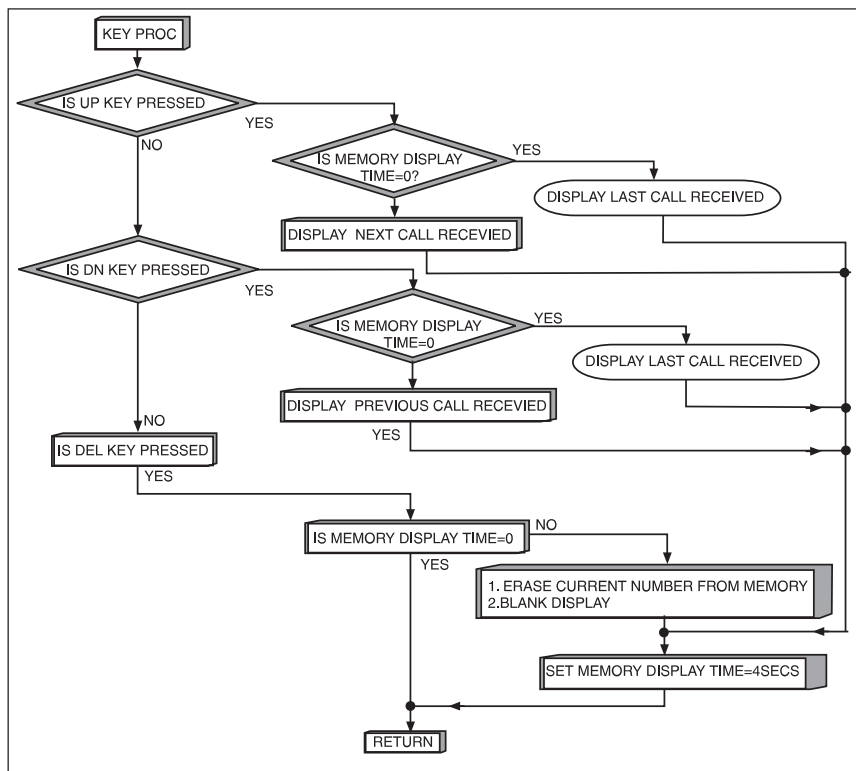 KEY PROC
IS UP KEY PRESSED
YES
NO
IS MEMORY DISPLAY
TIME=0?
YES
DISPLAY LAST CALL RECEIVED
DISPLAY NEXT CALL RECEVIED
IS DN KEY PRESSED
YES
IS MEMORY DISPLAY
TIME=0
YES
DISPLAY LAST CALL RECEIVED
DISPLAY PREVIOUS CALL RECEVIED
YES
NO
IS DEL KEY PRESSED
YES
IS MEMORY DISPLAY TIME=0
NO
YES
1. ERASE CURRENT NUMBER FROM MEMORY
2.BLANK DISPLAY
SET MEMORY DISPLAY TIME=4SECS
RETURN